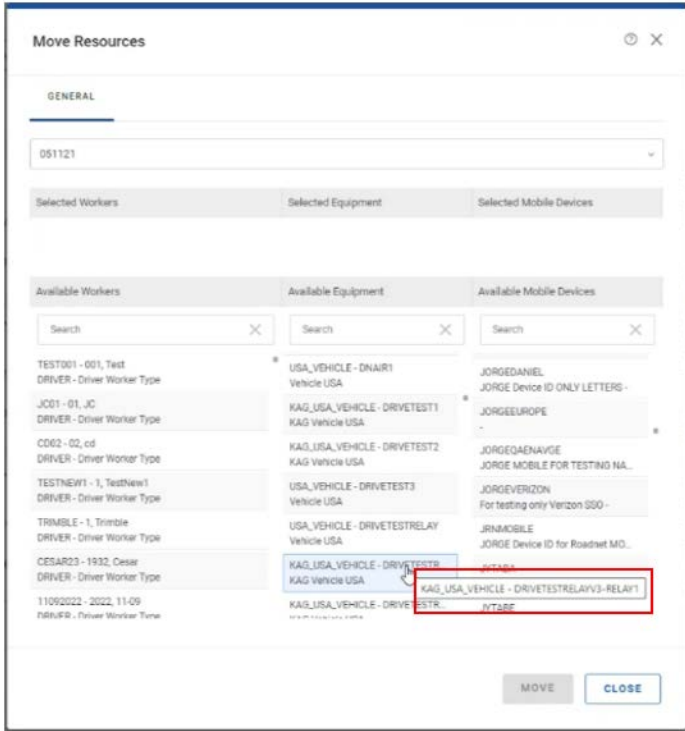 Move Resources
GENERAL
051121
Selected Workers
Selected Equipment
Selected Mobile Devices
Available Workers
Available Equipment
Available Mobile Devices
Search
Search
Search
TEST001 - 001, Test
DRIVER - Driver Worker Type
JC01 - 01, JC
DRIVER - Driver Worker Type
CD02 - 02, cd
DRIVER - Driver Worker Type
TESTNEW1 - 1, TestNew1
DRIVER - Driver Worker Type
TRIMBLE - 1, Trimble
DRIVER - Driver Worker Type
CESAR23 - 1932, Cesar
DRIVER - Driver Worker Type
11092022 - 2022, 11-09
DRIVER - Driver Worker Type
USA_VEHICLE - DNAIR1
Vehicle USA
KAG_USA_VEHICLE - DRIVETEST1
KAG Vehicle USA
KAG_USA_VEHICLE - DRIVETEST2
KAG Vehicle USA
USA_VEHICLE - DRIVETEST3
Vehicle USA
USA_VEHICLE - DRIVETESTRELAY
Vehicle USA
KAG_USA_VEHICLE - DRIVETESTR...
KAG Vehicle USA
KAG_USA_VEHICLE - DRIVETESTR...
JORGEDANIEL
JORGE Device ID ONLY LETTERS -
JORGEEUROPE
-
JORGEQAENAVGE
JORGE MOBILE FOR TESTING NA...
JORGEVERIZON
For testing only Verizon SSO -
JRNMOBILE
JORGE Device ID for Roadnet MO...
KAG_USA_VEHICLE - DRIVETESTRELAYV3-RELAY1
JYTABE
MOVE
CLOSE